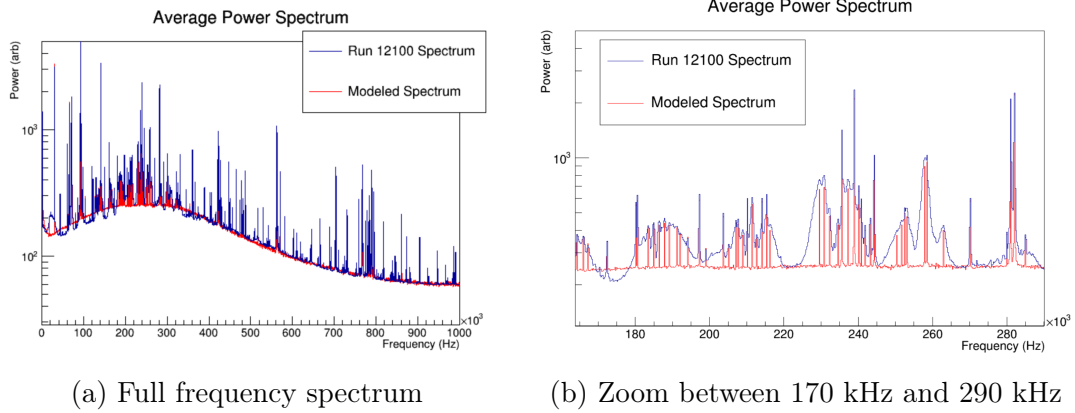 Average Power Spectrum
Power (arb)
Run 12100 Spectrum
Modeled Spectrum
10³
10²
0 100 200 300 400 500 600 700 800 900 1000
×10³
Frequency (Hz)
(a) Full frequency spectrum
Average Power Spectrum
Power (arb)
Run 12100 Spectrum
Modeled Spectrum
10³
180 200 220 240 260 280
×10³
Frequency (Hz)
(b) Zoom between 170 kHz and 290 kHz